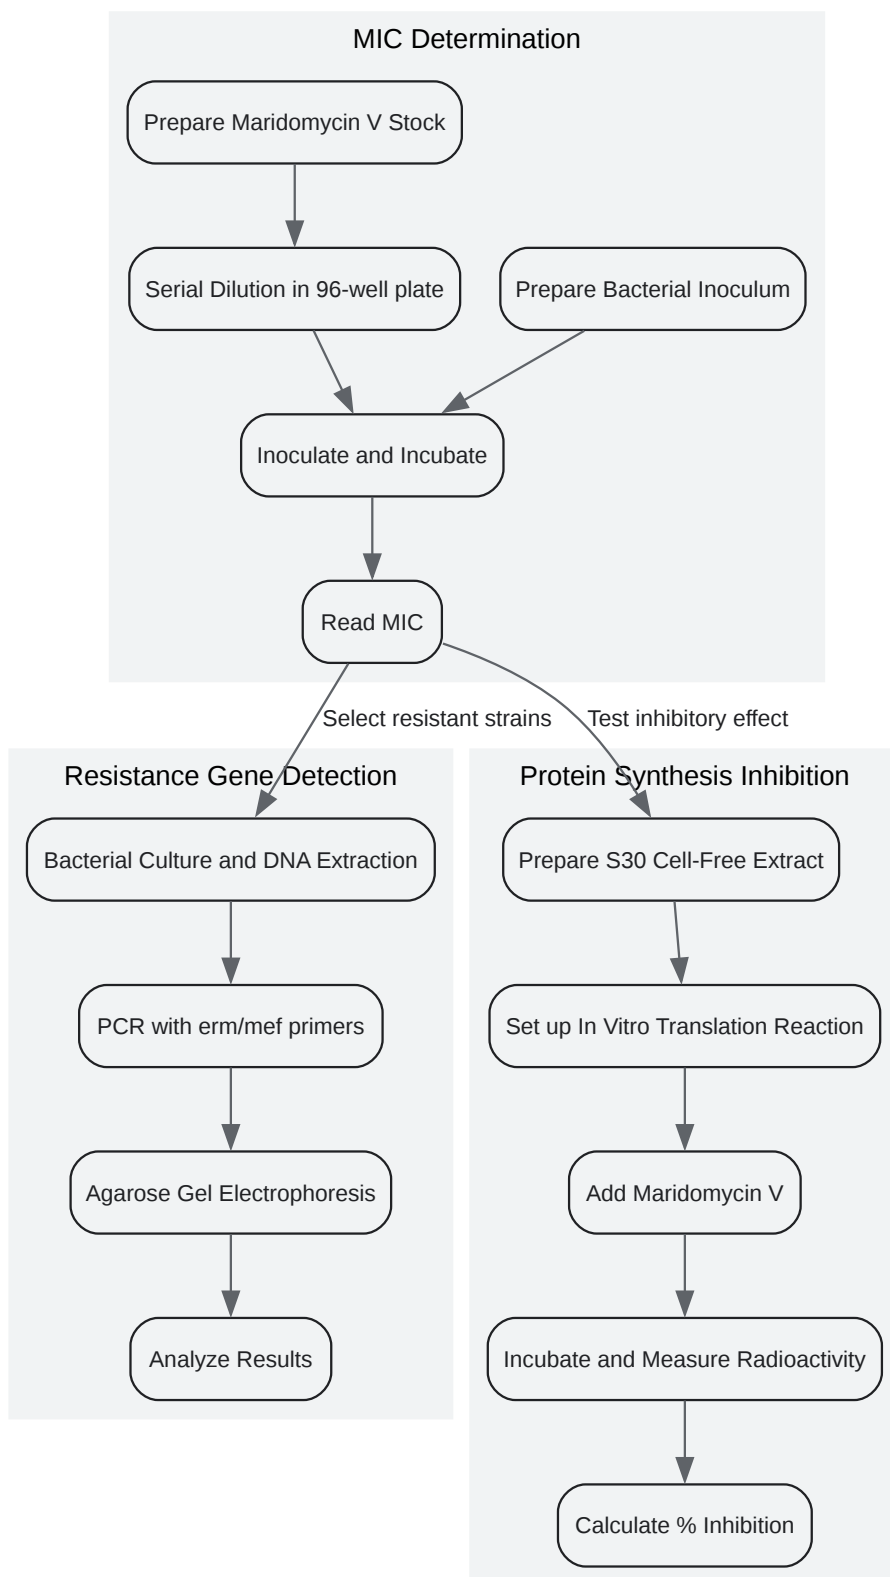 MIC Determination
Prepare Maridomycin V Stock
Serial Dilution in 96-well plate
Prepare Bacterial Inoculum
Inoculate and Incubate
Read MIC
Select resistant strains
Test inhibitory effect
Resistance Gene Detection
Bacterial Culture and DNA Extraction
PCR with erm/mef primers
Agarose Gel Electrophoresis
Analyze Results
Protein Synthesis Inhibition
Prepare S30 Cell-Free Extract
Set up In Vitro Translation Reaction
Add Maridomycin V
Incubate and Measure Radioactivity
Calculate % Inhibition